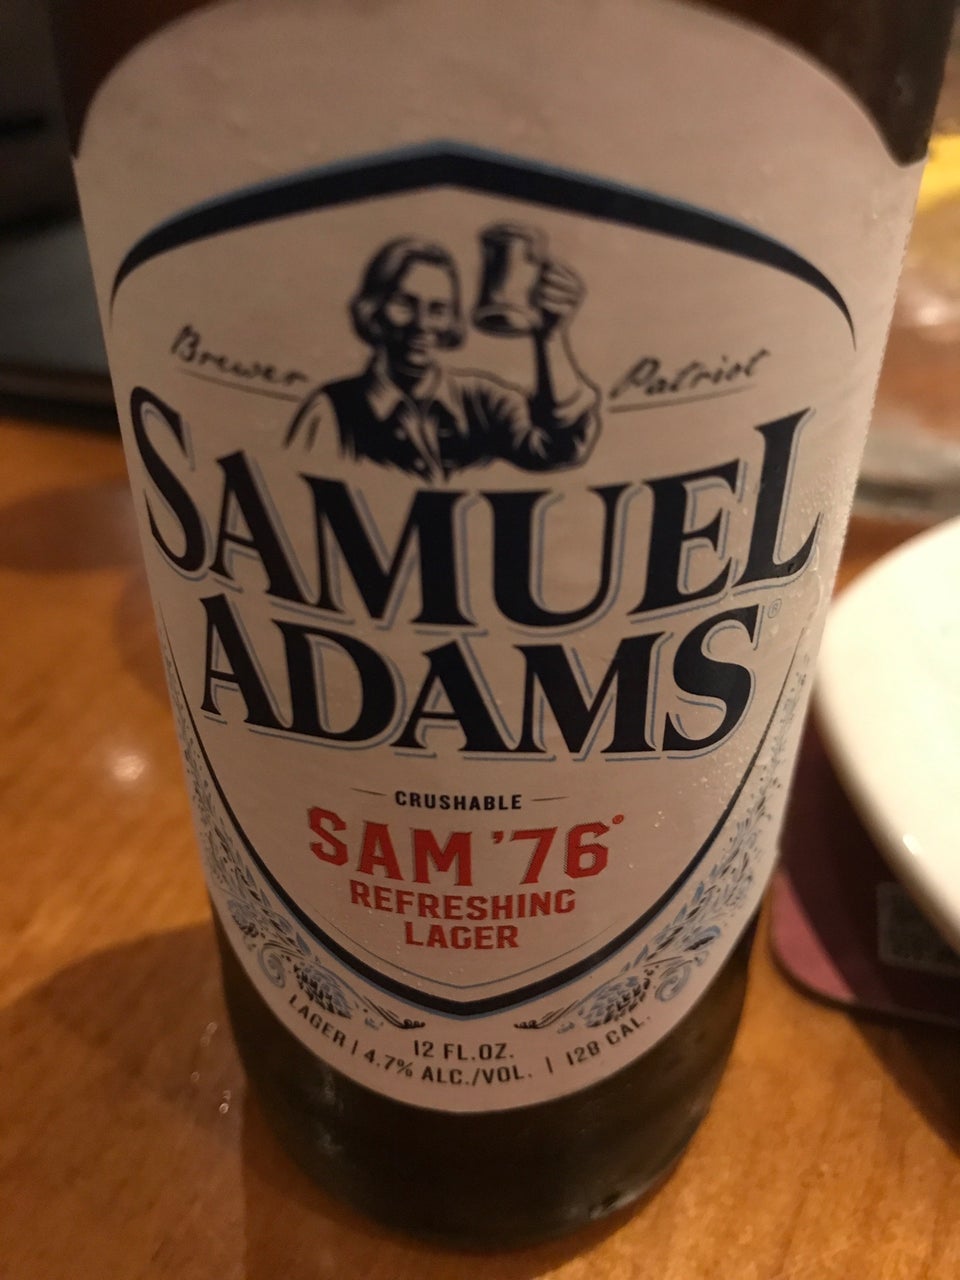 Brewer Patriot
SAMUEL
ADAMS®
CRUSHABLE
SAM '76
REFRESHING
LAGER
12 FL.OZ.
LAGER | 4.7% ALC./VOL. | 128 CAL.